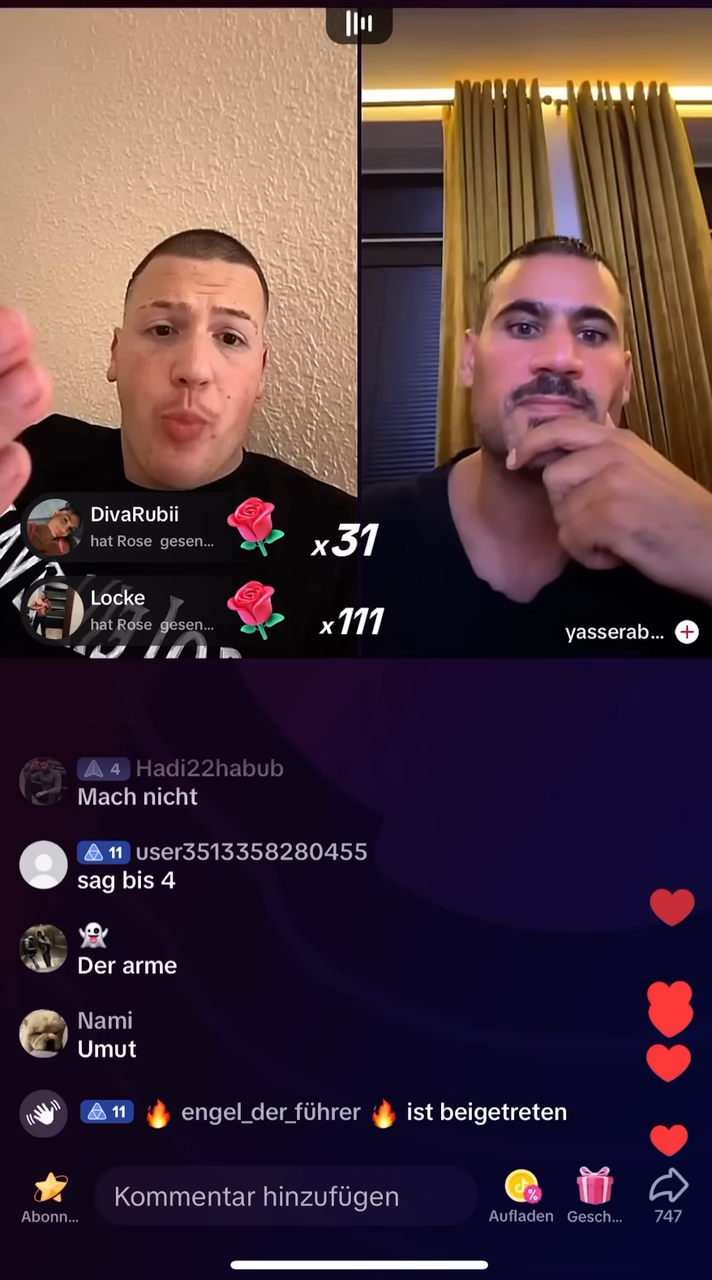 DivaRubii
hat Rose gesen...
x31
Locke
hat Rose gesen...
x111
yasserab...
4 Hadi22habub
Mach nicht
11 user3513358280455
sag bis 4
👻
Der arme
Nami
Umut
11 🔥 engel_der_führer 🔥 ist beigetreten
Abonn...
Kommentar hinzufügen
Aufladen
Gesch...
747